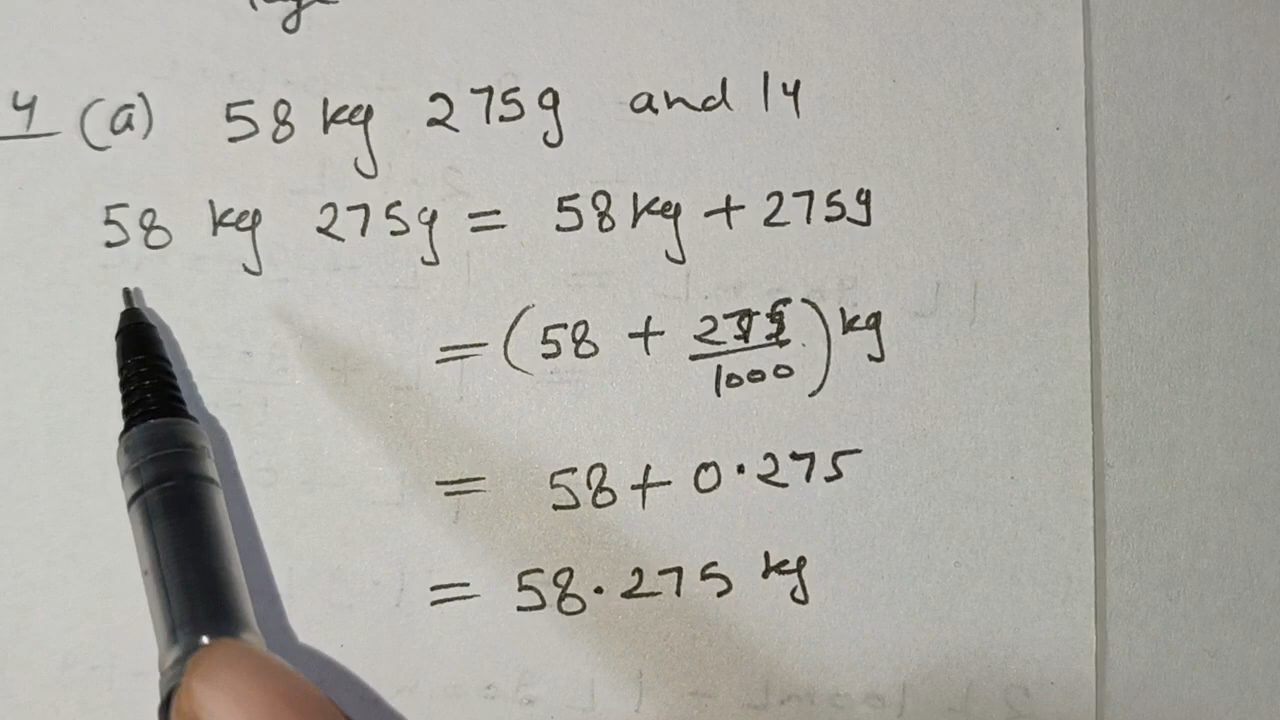 4 (a) 58 kg 275g and 14
58 kg 275g = 58 kg + 275g
= (58 + 275/1000) kg
= 58 + 0.275
= 58.275 kg